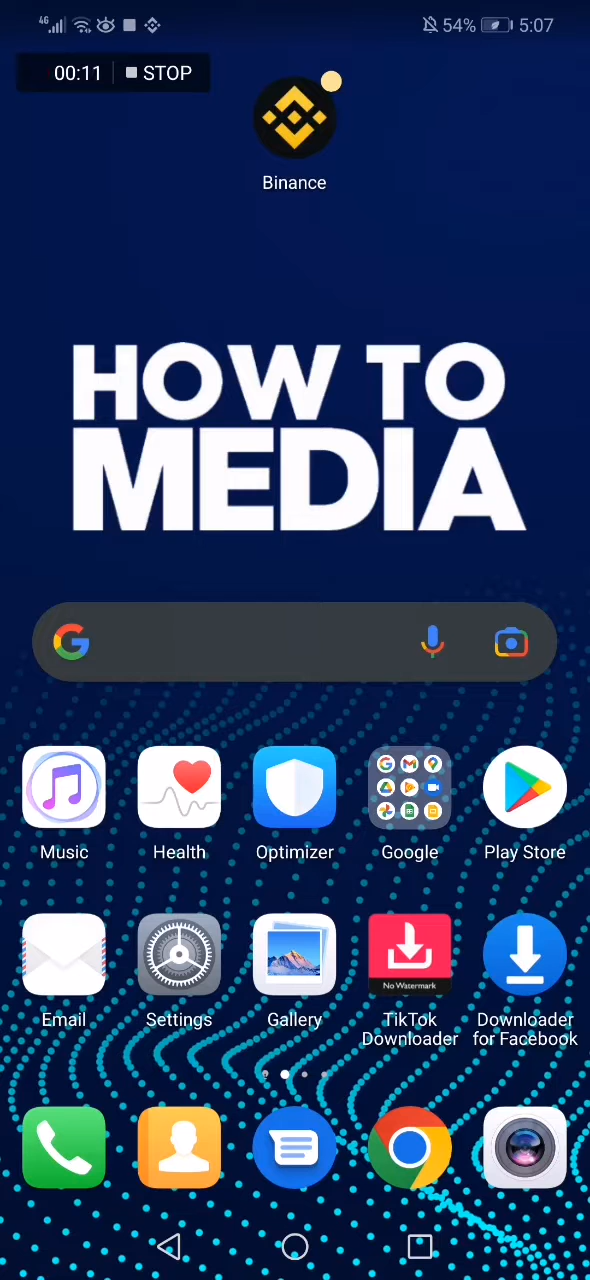 4G 54% 5:07
00:11 STOP
Binance
HOW TO
MEDIA
Music Health Optimizer Google Play Store
No Watermark
Email Settings Gallery TikTok Downloader
Downloader for Facebook